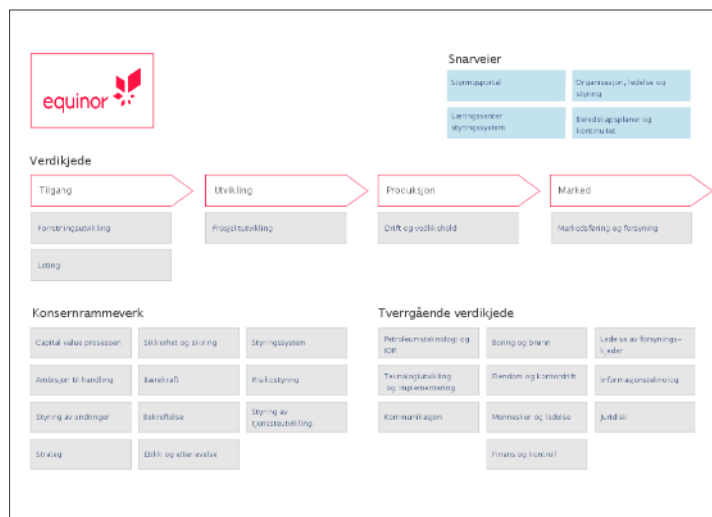 equinor
Snarveier
Styringsportal
Organisasjon, ledelse og
styring
Læringssenter
styringssystem
Beredskapsplaner og
kontinuitet
Verdikjede
Tilgang
Utvikling
Produksjon
Marked
Forretningsutvikling
Prosjektutvikling
Drift og vedlikehold
Markedsføring og forsyning
Leting
Konsernrammeverk
Capital value prosessen
Sikkerhet og sikring
Styringssystem
Ambisjon til handling
Bærekraft
Risikostyring
Styring av endringer
Bekreftelse
Styring av
tjenesteutvikling
Strategi
Etikk og etterlevelse
Tverrgående verdikjede
Petroleumsteknologi og
IOR
Boring og brønn
Ledelse av forsynings-
kjeder
Teknologiutvikling
og implementering
Eiendom og kontordrift
Informasjonsteknologi
Kommunikasjon
Mennesker og ledelse
Juridisk
Finans og kontroll